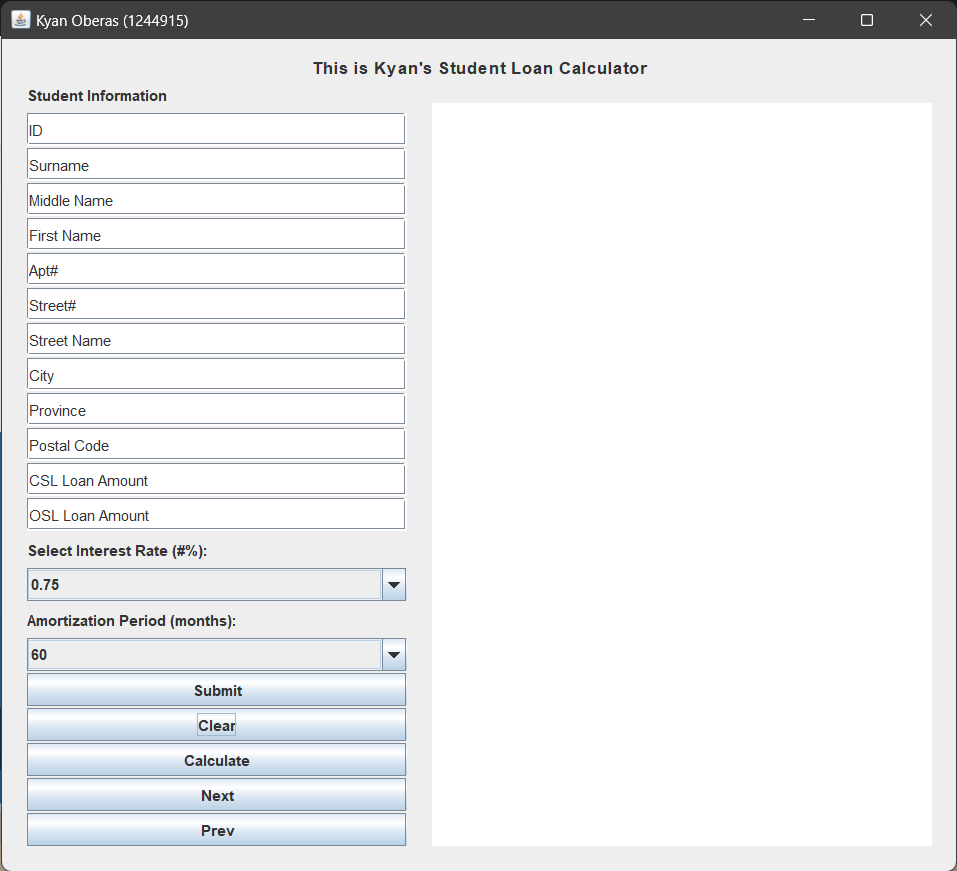 Kyan Oberas (1244915)
This is Kyan's Student Loan Calculator
Student Information
ID
Surname
Middle Name
First Name
Apt#
Street#
Street Name
City
Province
Postal Code
CSL Loan Amount
OSL Loan Amount
Select Interest Rate (#%):
0.75
Amortization Period (months):
60
Submit
Clear
Calculate
Next
Prev